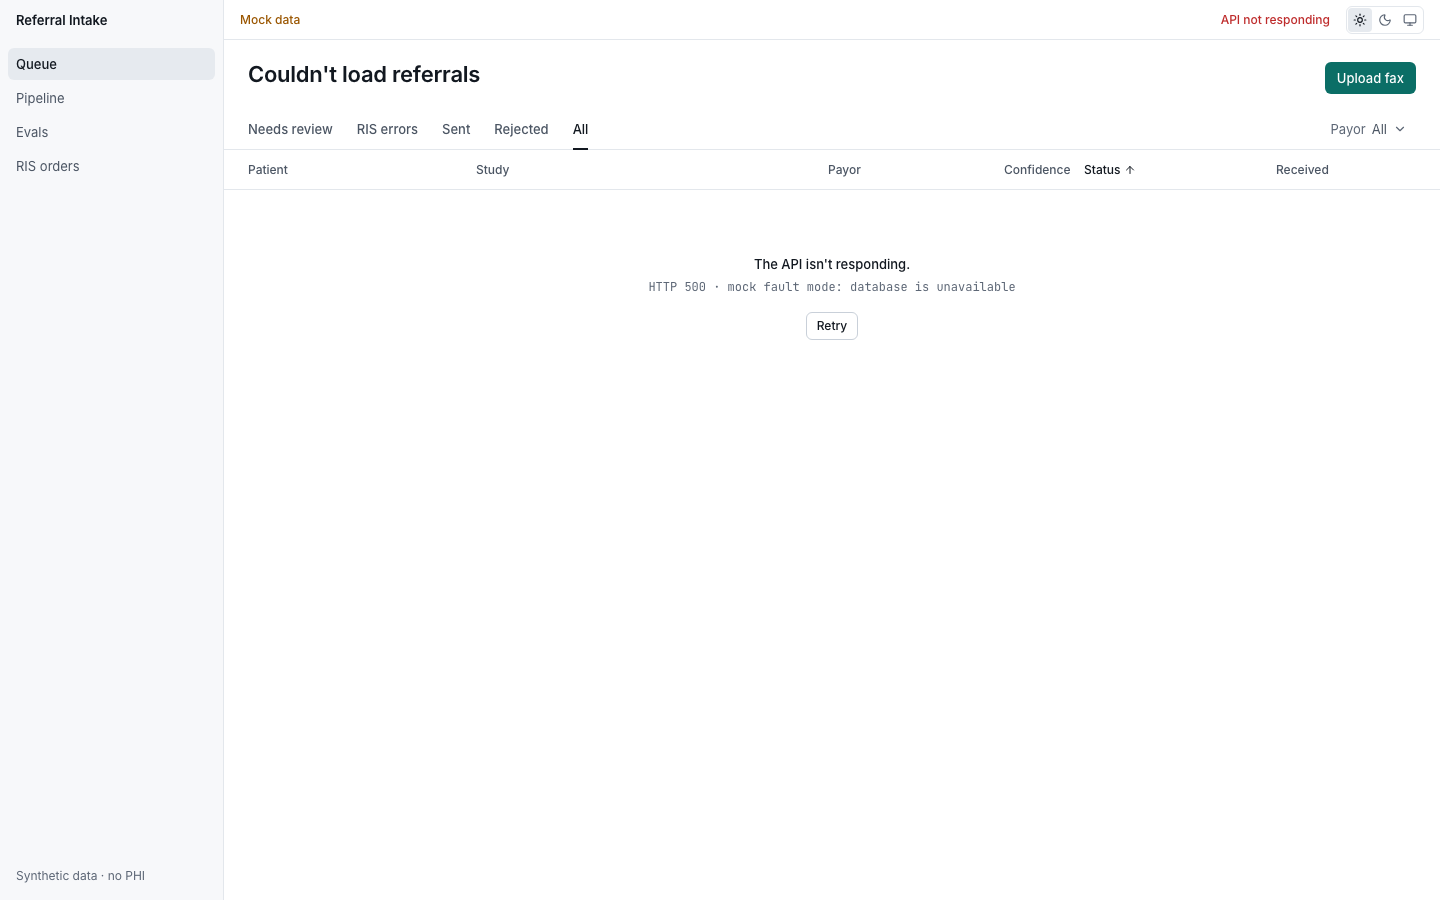 Referral Intake
Mock data
API not responding
Queue
Pipeline
Evals
RIS orders
Couldn't load referrals
Upload fax
Needs review RIS errors Sent Rejected All
Payor All
Patient Study Payor Confidence Status ↑ Received
The API isn't responding.
HTTP 500 · mock fault mode: database is unavailable
Retry
Synthetic data · no PHI